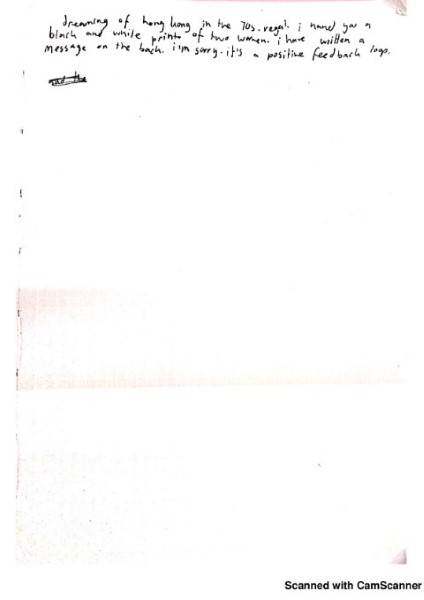 dreaming of hong kong in the 70s. regal. i hand you a
black and white print of two women. i have written a
message on the back. i'm sorry. it's a positive feedback loop.
and the
Scanned with CamScanner